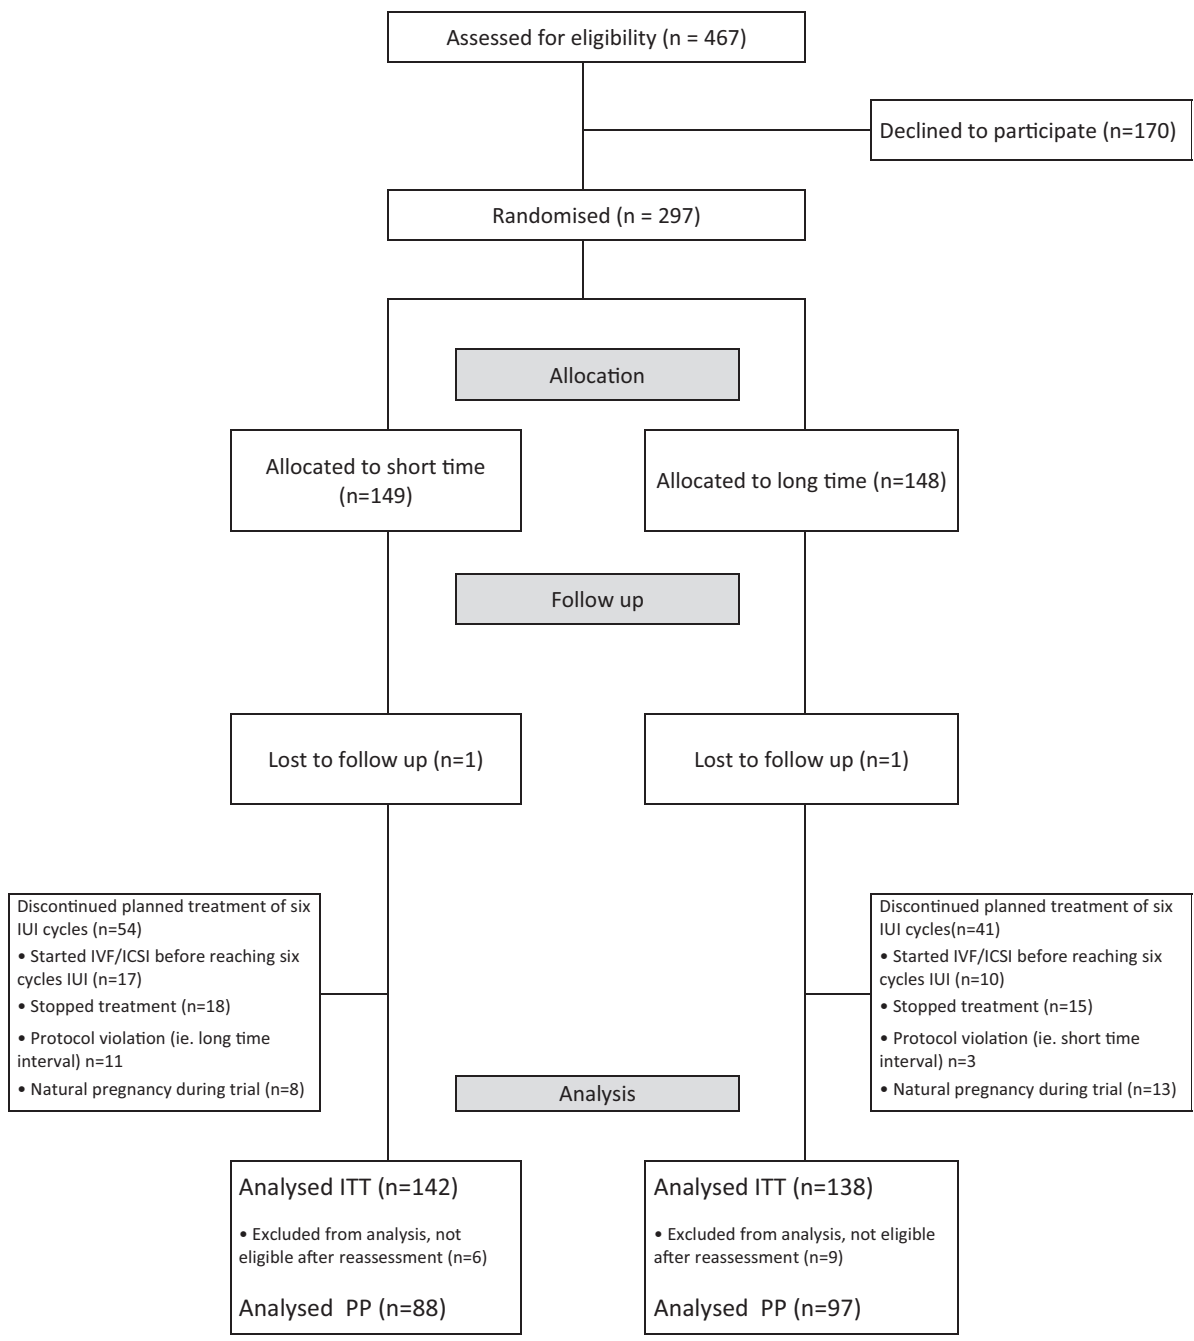 Assessed for eligibility (n = 467)
Declined to participate (n=170)
Randomised (n = 297)
Allocation
Allocated to short time
(n=149)
Allocated to long time (n=148)
Follow up
Lost to follow up (n=1)
Lost to follow up (n=1)
Discontinued planned treatment of six
IUI cycles (n=54)
• Started IVF/ICSI before reaching six
cycles IUI (n=17)
• Stopped treatment (n=18)
• Protocol violation (ie. long time
interval) n=11
• Natural pregnancy during trial (n=8)
Discontinued planned treatment of six
IUI cycles(n=41)
• Started IVF/ICSI before reaching six
cycles IUI (n=10)
• Stopped treatment (n=15)
• Protocol violation (ie. short time
interval) n=3
• Natural pregnancy during trial (n=13)
Analysis
Analysed ITT (n=142)
• Excluded from analysis, not
eligible after reassessment (n=6)
Analysed  PP (n=88)
Analysed ITT (n=138)
• Excluded from analysis, not eligible
after reassessment (n=9)
Analysed  PP (n=97)